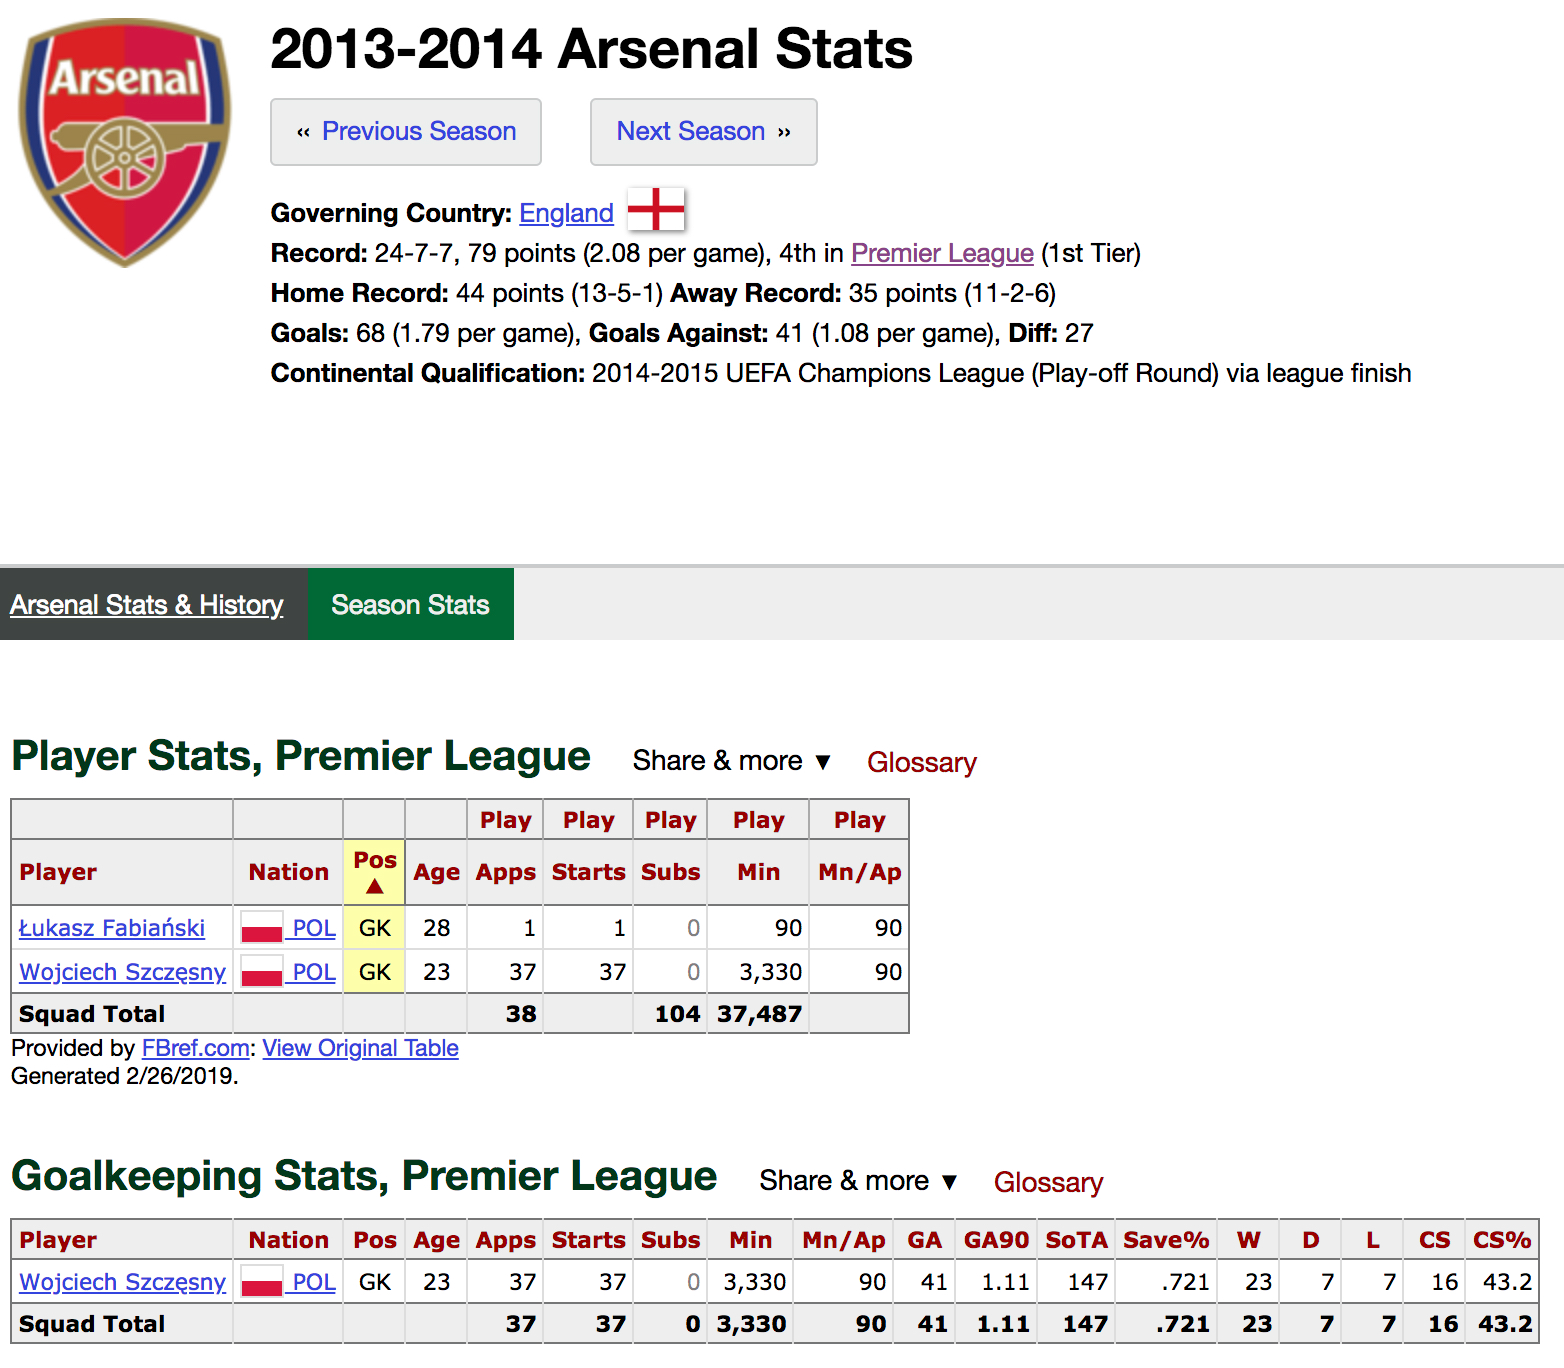 Arsenal
2013-2014 Arsenal Stats
« Previous Season Next Season »
Governing Country: England
Record: 24-7-7, 79 points (2.08 per game), 4th in Premier League (1st Tier)
Home Record: 44 points (13-5-1) Away Record: 35 points (11-2-6)
Goals: 68 (1.79 per game), Goals Against: 41 (1.08 per game), Diff: 27
Continental Qualification: 2014-2015 UEFA Champions League (Play-off Round) via league finish
Arsenal Stats & History Season Stats
Player Stats, Premier League Share & more ▼ Glossary
Play Play Play Play Play
Player Nation Pos ▲ Age Apps Starts Subs Min Mn/Ap
Łukasz Fabiański POL GK 28 1 1 0 90 90
Wojciech Szczęsny POL GK 23 37 37 0 3,330 90
Squad Total 38 104 37,487
Provided by FBref.com: View Original Table
Generated 2/26/2019.
Goalkeeping Stats, Premier League Share & more ▼ Glossary
Player Nation Pos Age Apps Starts Subs Min Mn/Ap GA GA90 SoTA Save% W D L CS CS%
Wojciech Szczęsny POL GK 23 37 37 0 3,330 90 41 1.11 147 .721 23 7 7 16 43.2
Squad Total 37 37 0 3,330 90 41 1.11 147 .721 23 7 7 16 43.2